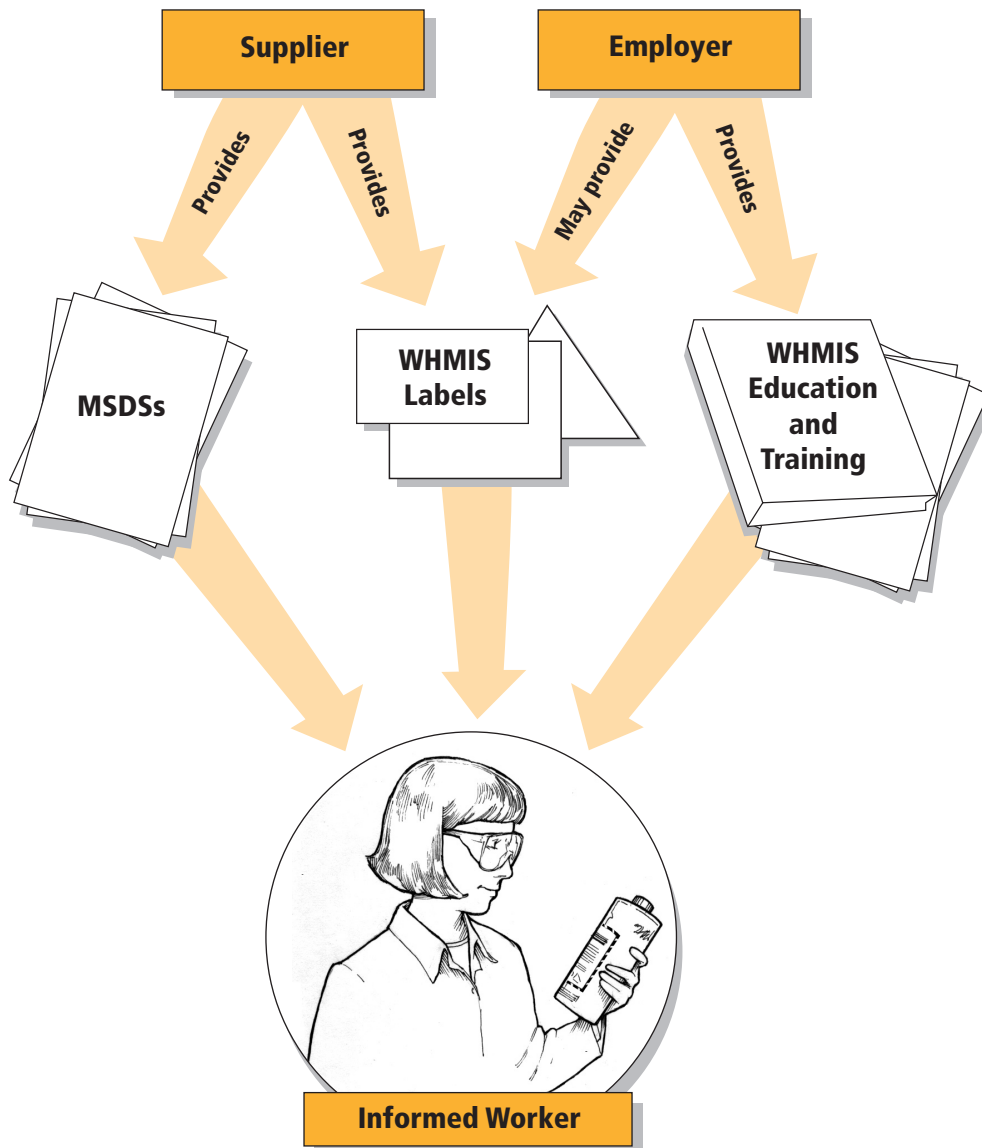 Supplier
Employer
Provides
Provides
May provide
Provides
MSDSs
WHMIS
Labels
WHMIS
Education
and
Training
Informed Worker